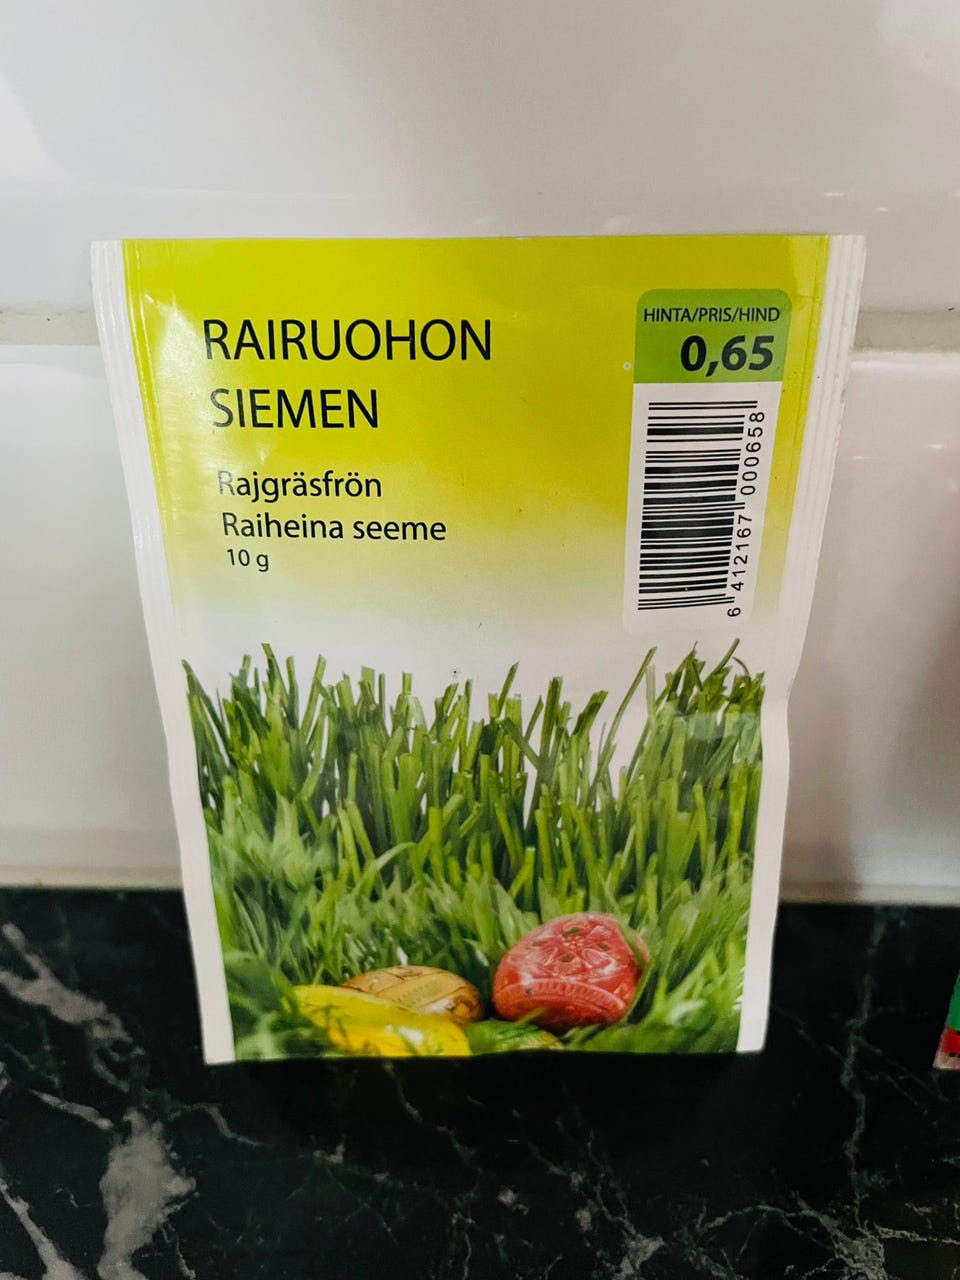 RAIRUOHON
SIEMEN
Rajgräsfrön
Raiheina seeme
10 g
HINTA/PRIS/HIND
0,65
6 412167 000658